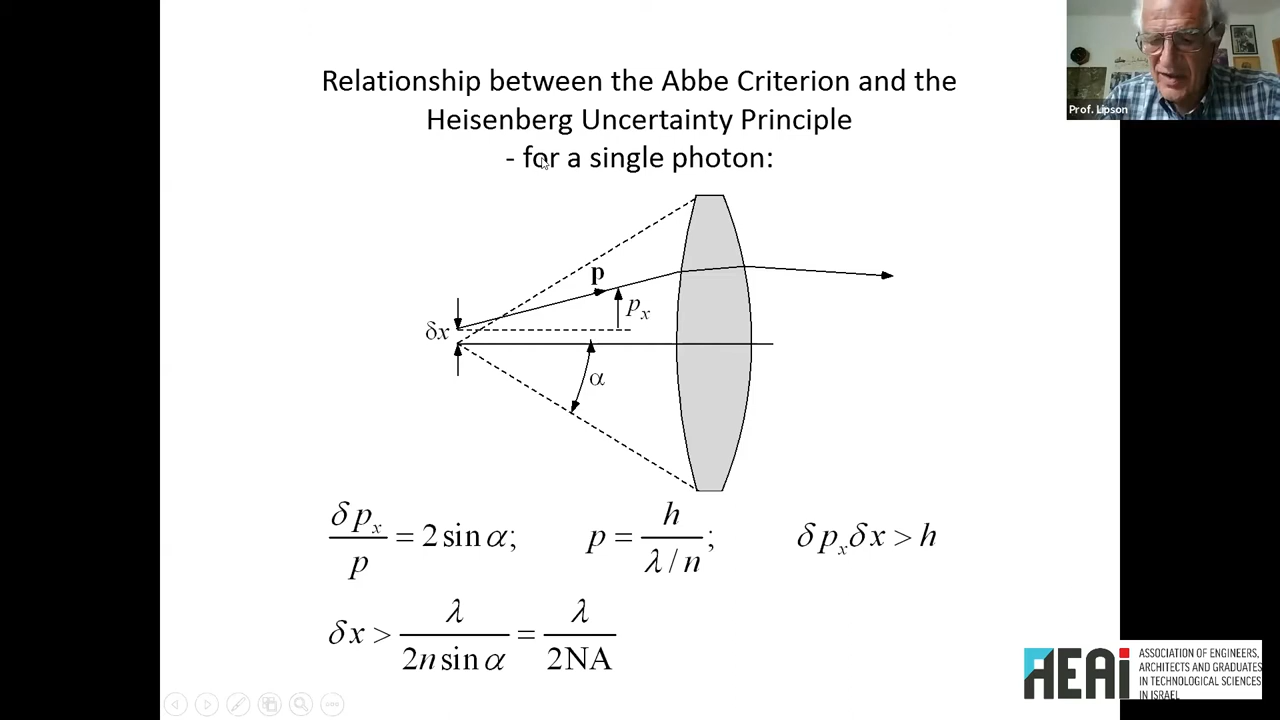 Relationship between the Abbe Criterion and the
Heisenberg Uncertainty Principle
- for a single photon:
Prof. Lipson
p
p_x
δx
α
δp_x / p = 2 sin α; p = h / (λ / n); δp_x δx > h
δx > λ / (2n sin α) = λ / (2NA)
AEAi
ASSOCIATION OF ENGINEERS,
ARCHITECTS AND GRADUATES
IN TECHNOLOGICAL SCIENCES
IN ISRAEL